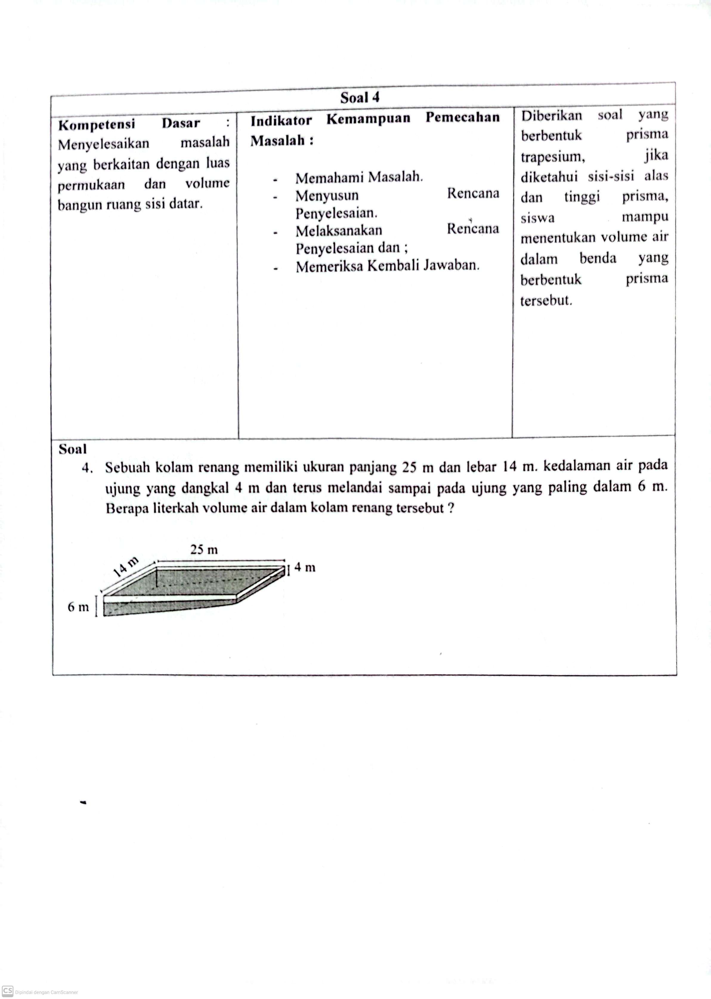 Soal 4
Kompetensi Dasar :
Menyelesaikan masalah
yang berkaitan dengan luas
permukaan dan volume
bangun ruang sisi datar.
Indikator Kemampuan Pemecahan
Masalah :
- Memahami Masalah.
- Menyusun Rencana
Penyelesaian.
- Melaksanakan Rencana
Penyelesaian dan ;
- Memeriksa Kembali Jawaban.
Diberikan soal yang
berbentuk prisma
trapesium, jika
diketahui sisi-sisi alas
dan tinggi prisma,
siswa mampu
menentukan volume air
dalam benda yang
berbentuk prisma
tersebut.
Soal
4. Sebuah kolam renang memiliki ukuran panjang 25 m dan lebar 14 m. kedalaman air pada
ujung yang dangkal 4 m dan terus melandai sampai pada ujung yang paling dalam 6 m.
Berapa literkah volume air dalam kolam renang tersebut ?
25 m
14 m
4 m
6 m
CS Dipindai dengan CamScanner